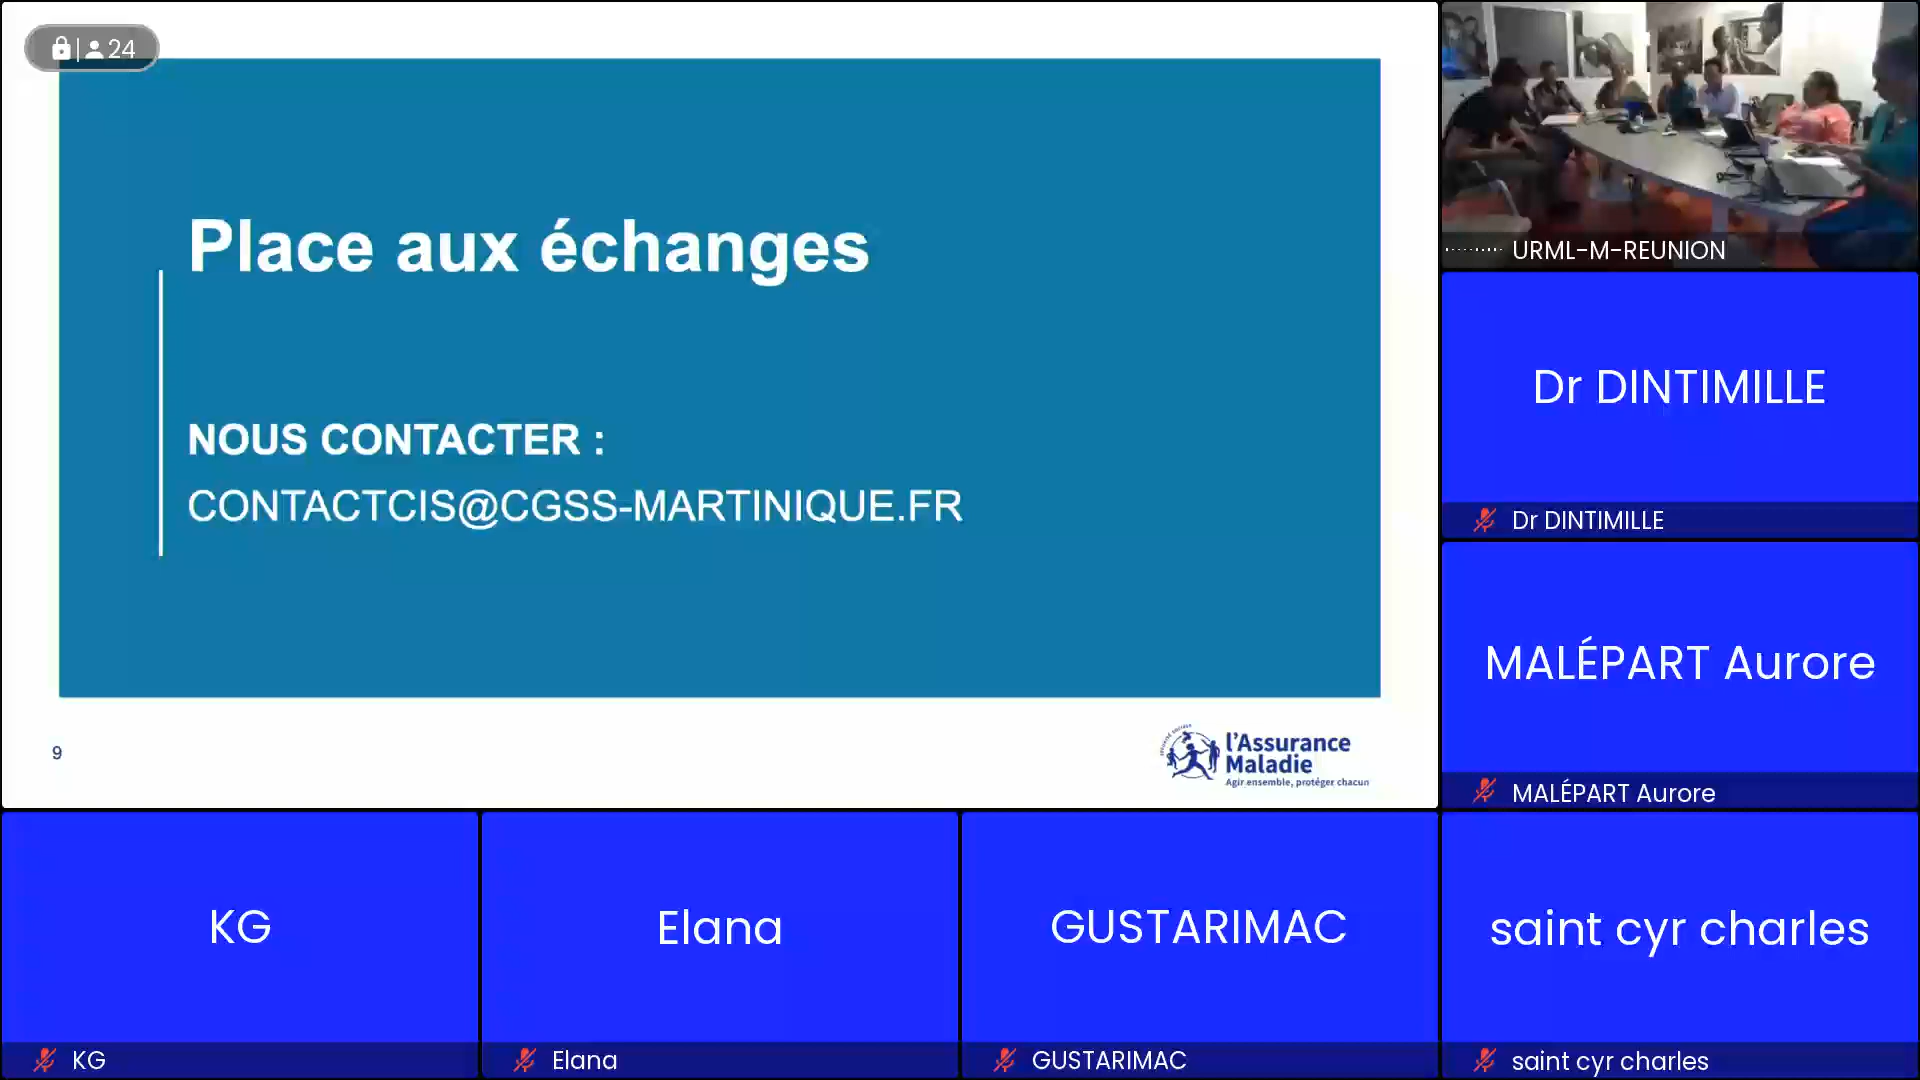 24
Place aux échanges
NOUS CONTACTER :
CONTACTCIS@CGSS-MARTINIQUE.FR
9
l'Assurance
Maladie
Agir ensemble, protéger chacun
URML-M-REUNION
Dr DINTIMILLE
Dr DINTIMILLE
MALÉPART Aurore
MALÉPART Aurore
KG
KG
Elana
Elana
GUSTARIMAC
GUSTARIMAC
saint cyr charles
saint cyr charles